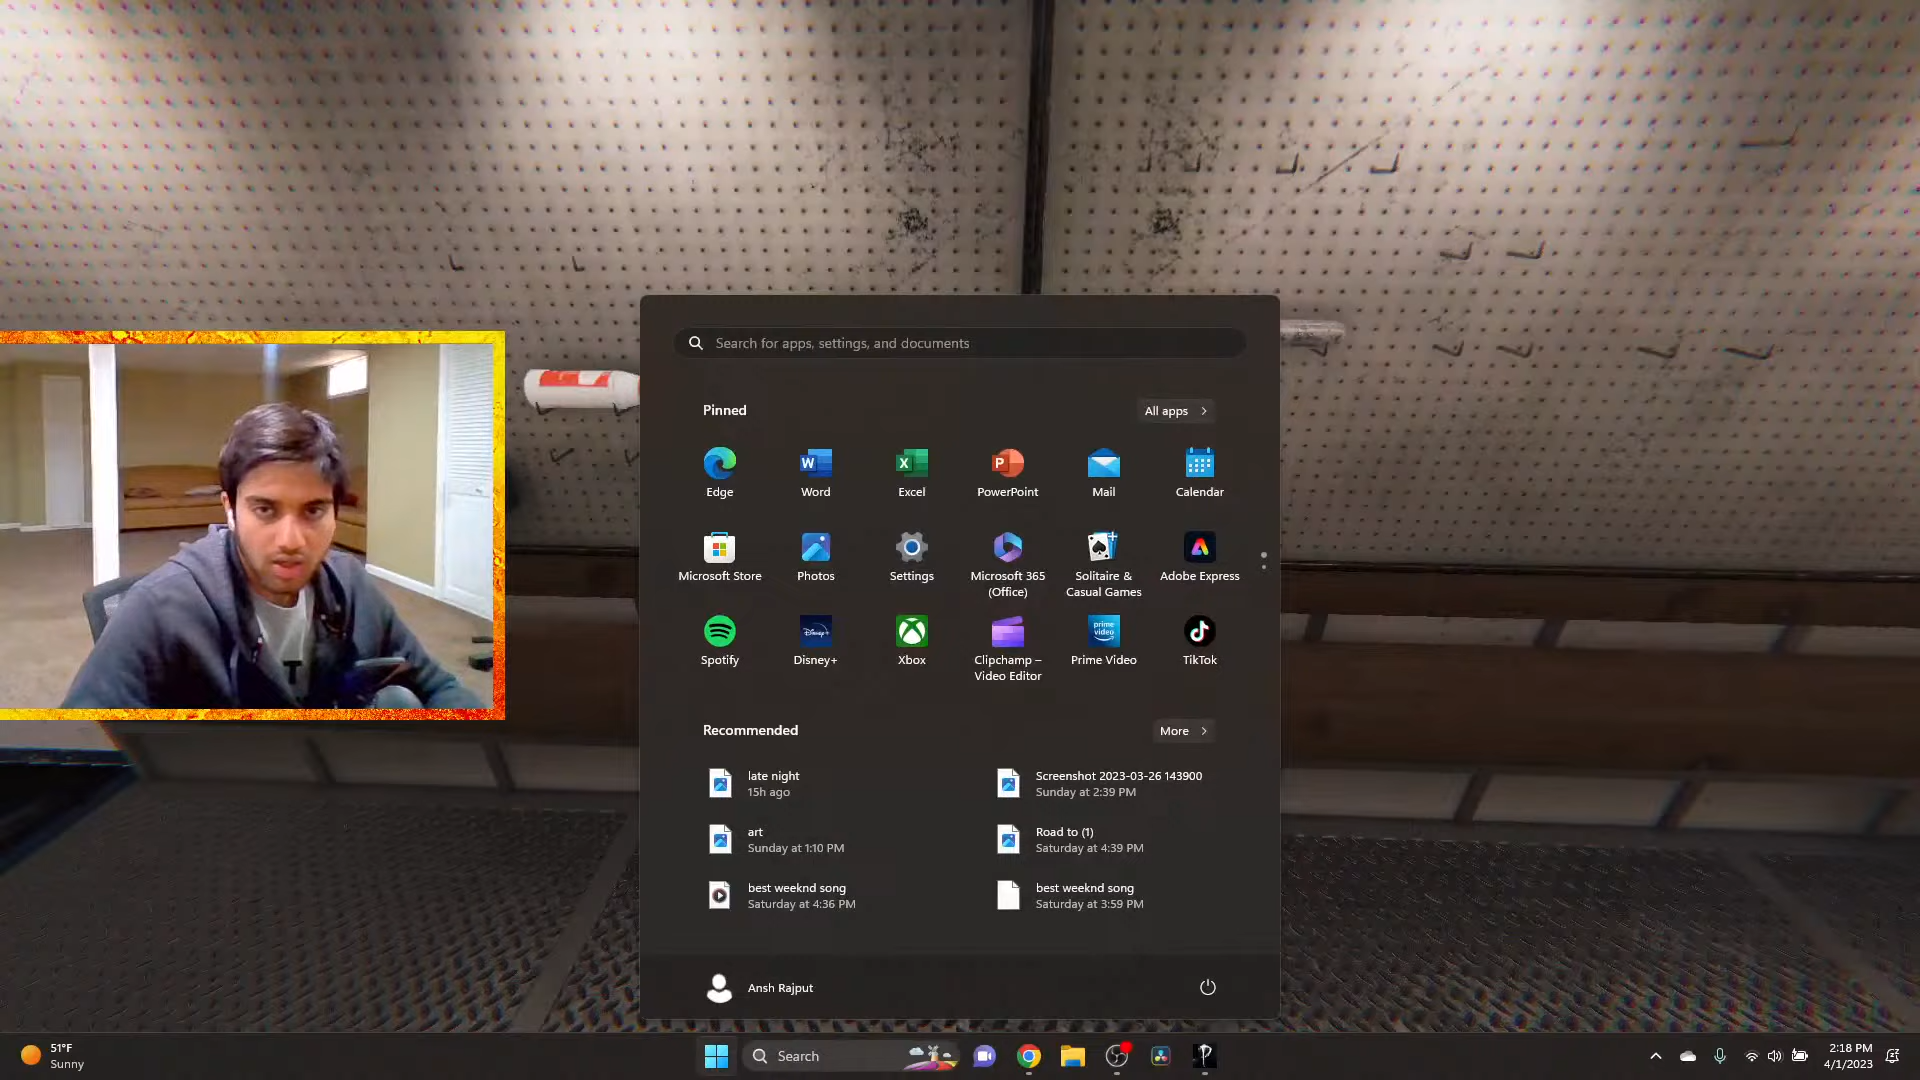 Search for apps, settings, and documents
Pinned
All apps
Edge
Word
Excel
PowerPoint
Mail
Calendar
Microsoft Store
Photos
Settings
Microsoft 365
(Office)
Solitaire &
Casual Games
Adobe Express
Spotify
Disney+
Xbox
Clipchamp –
Video Editor
prime
video
Prime Video
TikTok
Recommended
More
late night
15h ago
Screenshot 2023-03-26 143900
Sunday at 2:39 PM
art
Sunday at 1:10 PM
Road to (1)
Saturday at 4:39 PM
best weeknd song
Saturday at 4:36 PM
best weeknd song
Saturday at 3:59 PM
Ansh Rajput
51°F
Sunny
Search
2:18 PM
4/1/2023